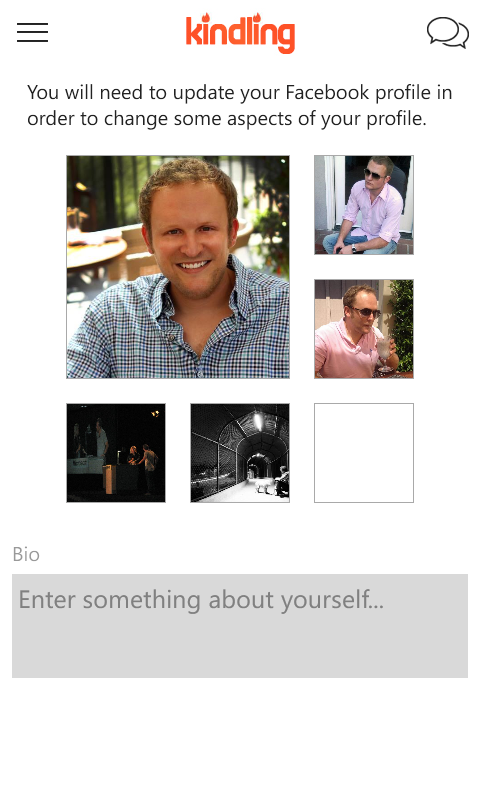 kindling
You will need to update your Facebook profile in
order to change some aspects of your profile.
Bio
Enter something about yourself...